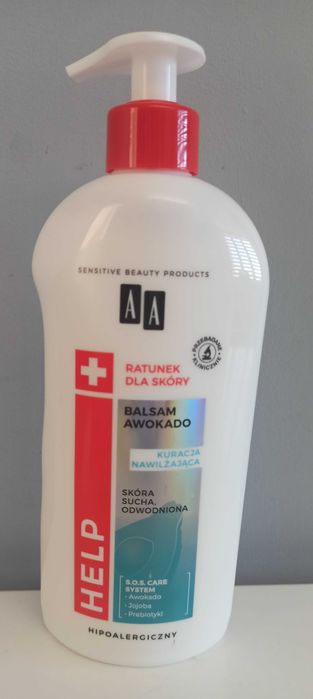 SENSITIVE BEAUTY PRODUCTS
AA
PRZEBADANE KLINICZNIE
RATUNEK
DLA SKÓRY
BALSAM
AWOKADO
KURACJA
NAWILŻAJĄCA
SKÓRA
SUCHA,
ODWODNIONA
HELP
S.O.S. CARE
SYSTEM
- Awokado
- Jojoba
- Prebiotyki
HIPOALERGICZNY